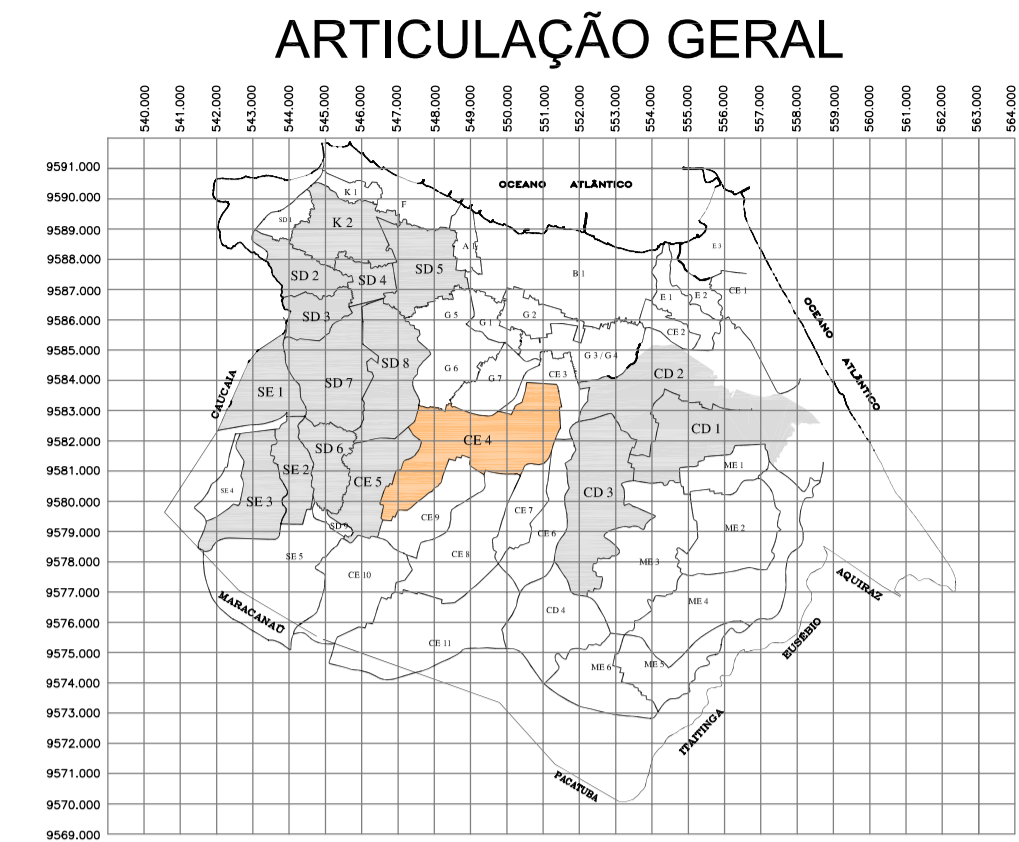 ARTICULAÇÃO GERAL
540.000 541.000 542.000 543.000 544.000 545.000 546.000 547.000 548.000 549.000 550.000 551.000 552.000 553.000 554.000 555.000 556.000 557.000 558.000 559.000 560.000 561.000 562.000 563.000 564.000
9591.000
9590.000
9589.000
9588.000
9587.000
9586.000
9585.000
9584.000
9583.000
9582.000
9581.000
9580.000
9579.000
9578.000
9577.000
9576.000
9575.000
9574.000
9573.000
9572.000
9571.000
9570.000
9569.000
OCEANO ATLÂNTICO
K 1
F
SD 1
K 2
A 1
E 3
SD 2
SD 4
SD 5
B 1
E 1
E 2
CE 1
SD 3
G 5
G 1
G 2
CE 2
OCEANO ATLÂNTICO
SD 8
G 6
G 7
CE 3
G 3 / G 4
CD 2
CAUCAIA
SE 1
SD 7
CE 4
CD 1
SD 6
SE 2
CE 5
ME 1
SE 4
SE 3
CD 3
SD 9
CE 9
CE 7
CE 6
ME 2
SE 5
CE 10
CE 8
ME 3
MARACANAÚ
CD 4
ME 4
AQUIRAZ
CE 11
ME 6
ME 5
EUSÉBIO
ITAITINGA
PACATUBA